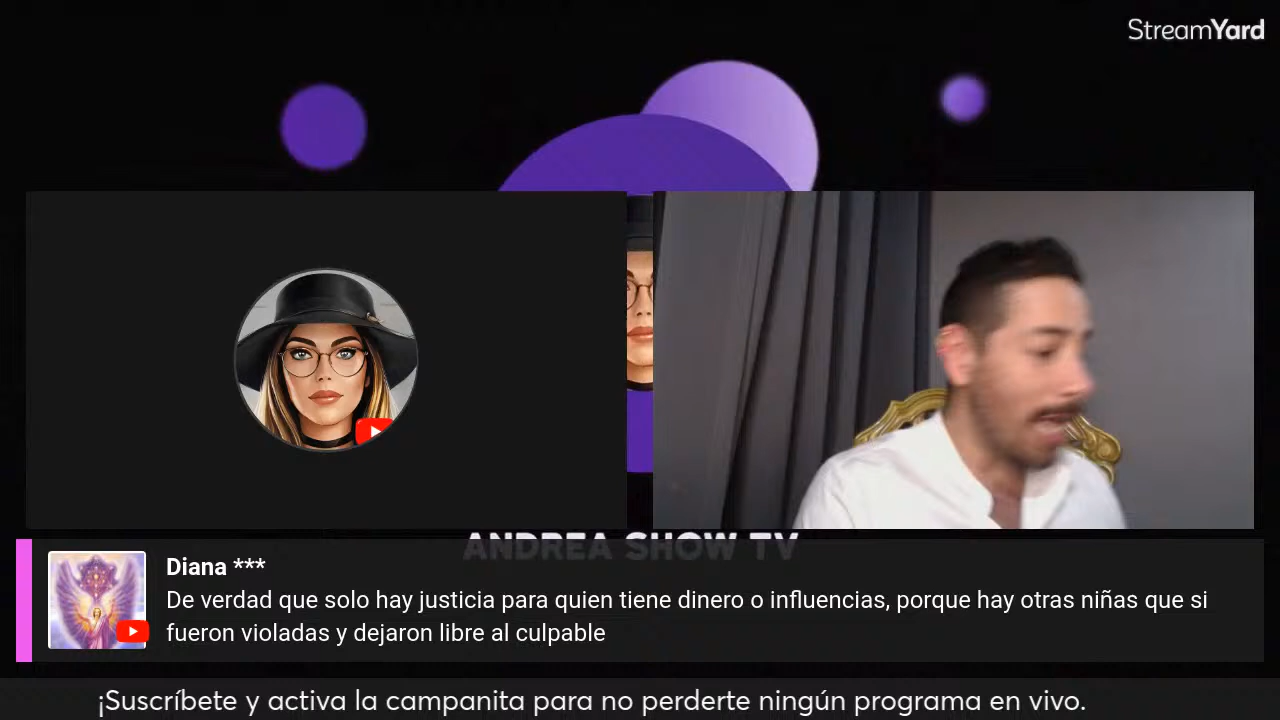 StreamYard
ANDREA SHOW TV
Diana ***
De verdad que solo hay justicia para quien tiene dinero o influencias, porque hay otras niñas que si
fueron violadas y dejaron libre al culpable
¡Suscríbete y activa la campanita para no perderte ningún programa en vivo.